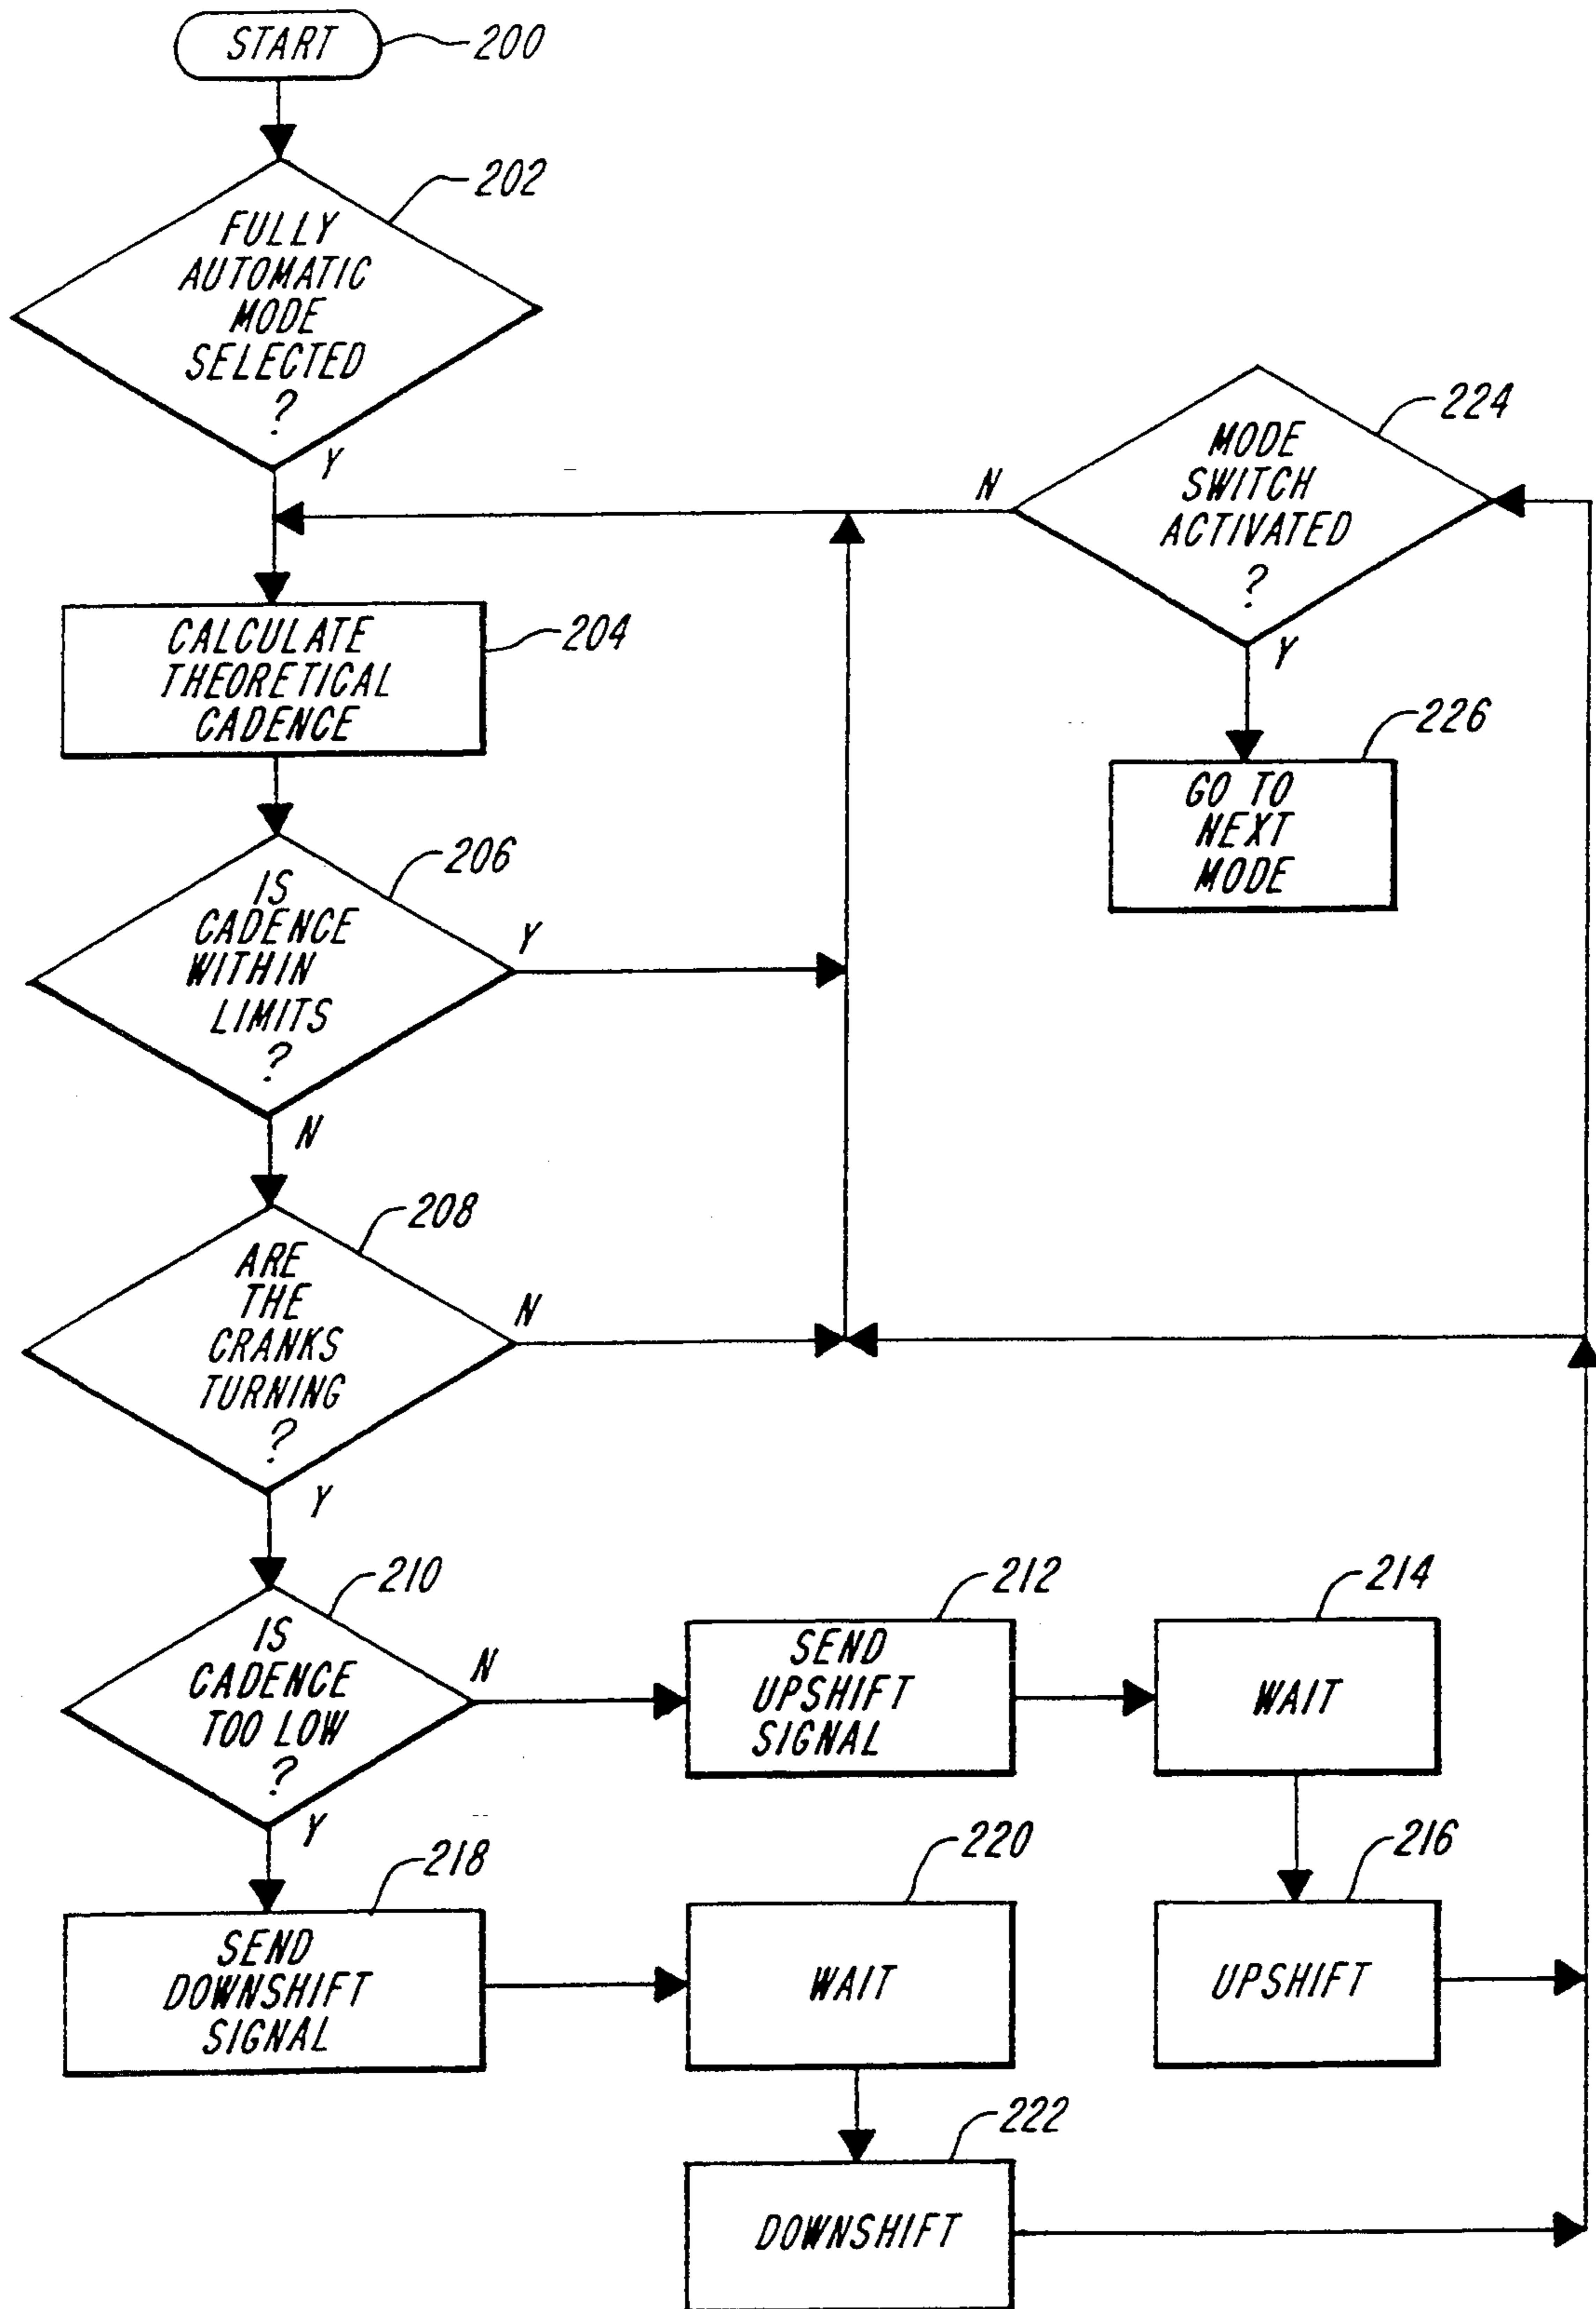 START
200
202
FULLY
AUTOMATIC
MODE
SELECTED
?
Y
224
MODE
SWITCH
ACTIVATED
?
N
Y
CALCULATE
THEORETICAL
CADENCE
204
226
GO TO
NEXT
MODE
206
IS
CADENCE
WITHIN
LIMITS
?
Y
N
208
ARE
THE
CRANKS
TURNING
?
N
Y
210
IS
CADENCE
TOO LOW
?
N
Y
212
SEND
UPSHIFT
SIGNAL
214
WAIT
218
SEND
DOWNSHIFT
SIGNAL
220
WAIT
216
UPSHIFT
222
DOWNSHIFT